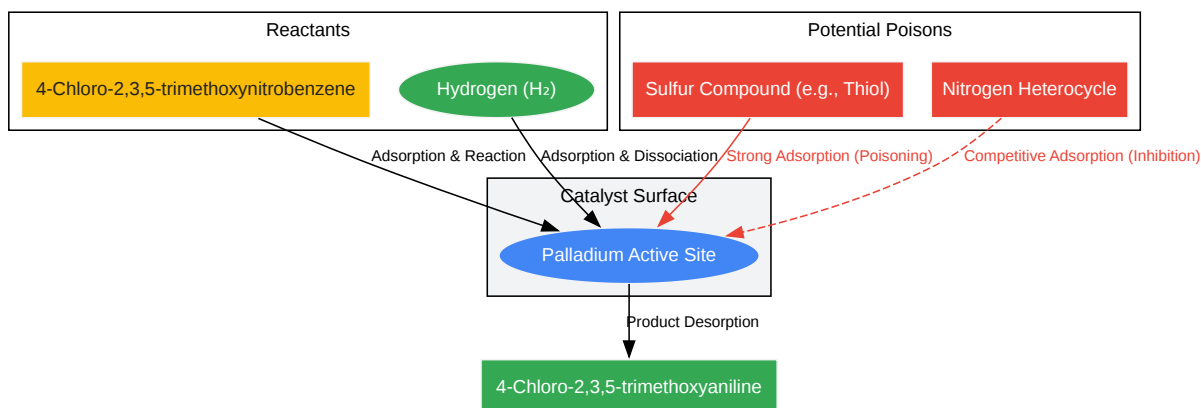 Reactants
Potential Poisons
4-Chloro-2,3,5-trimethoxynitrobenzene
Hydrogen (H₂)
Sulfur Compound (e.g., Thiol)
Nitrogen Heterocycle
Adsorption & Reaction
Adsorption & Dissociation
Strong Adsorption (Poisoning)
Competitive Adsorption (Inhibition)
Catalyst Surface
Palladium Active Site
Product Desorption
4-Chloro-2,3,5-trimethoxyaniline